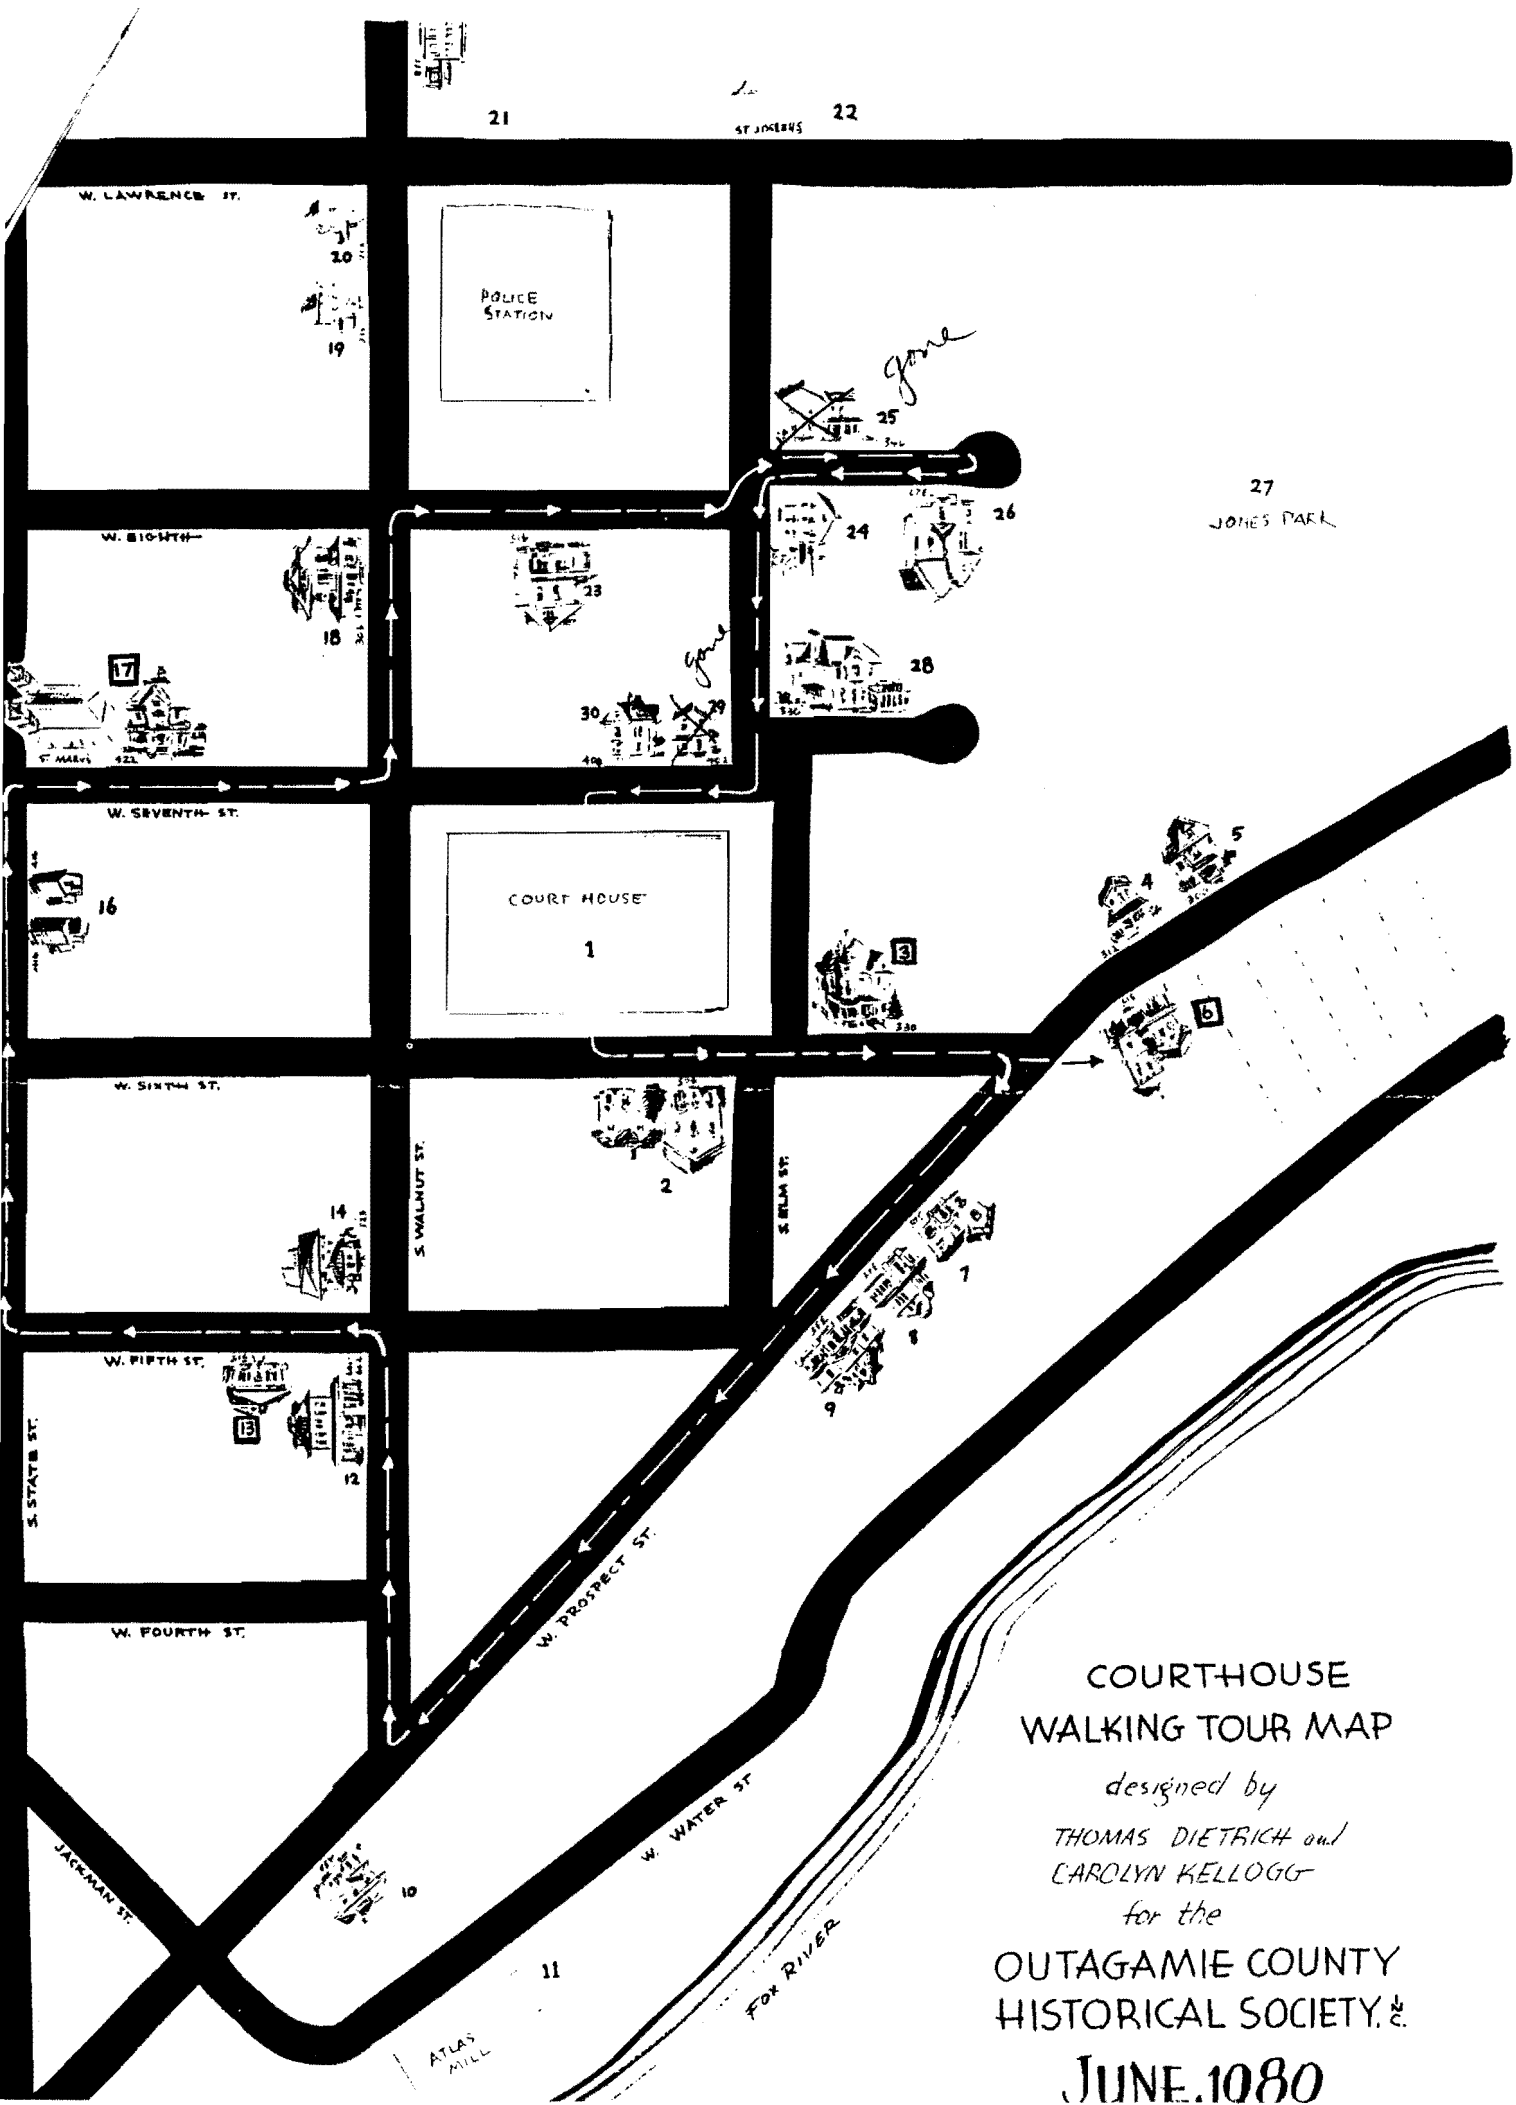 21
22
ST JOSEPHS
W. LAWRENCE ST.
20
19
POLICE
STATION
gone
25
346
24
26
27
JONES PARK
W. EIGHTH
23
18
17
ST MARYS
422
gone
30
29
28
W. SEVENTH ST.
16
COURT HOUSE
1
3
330
5
4
6
W. SIXTH ST.
2
S. WALNUT ST.
S. ELM ST.
14
7
8
9
W. FIFTH ST.
13
12
S. STATE ST.
W. PROSPECT ST.
W. FOURTH ST.
JACKMAN ST.
10
W. WATER ST
11
ATLAS
MILL
FOX RIVER
COURTHOUSE
WALKING TOUR MAP
designed by
THOMAS DIETRICH and
CAROLYN KELLOGG
for the
OUTAGAMIE COUNTY
HISTORICAL SOCIETY. INC.
JUNE. 1980